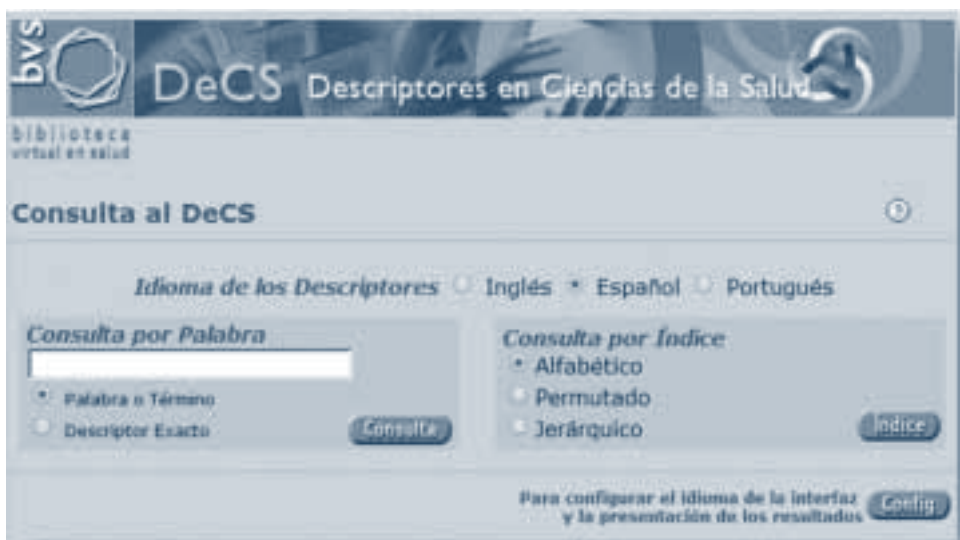 bvs
DeCS Descriptores en Ciencias de la Salud
biblioteca
virtual en salud
Consulta al DeCS
?
Idioma de los Descriptores Inglés Español Portugués
Consulta por Palabra
Palabra o Término
Descriptor Exacto
Consulta
Consulta por Índice
Alfabético
Permutado
Jerárquico
Indice
Para configurar el idioma de la interfaz
y la presentación de los resultados
Config